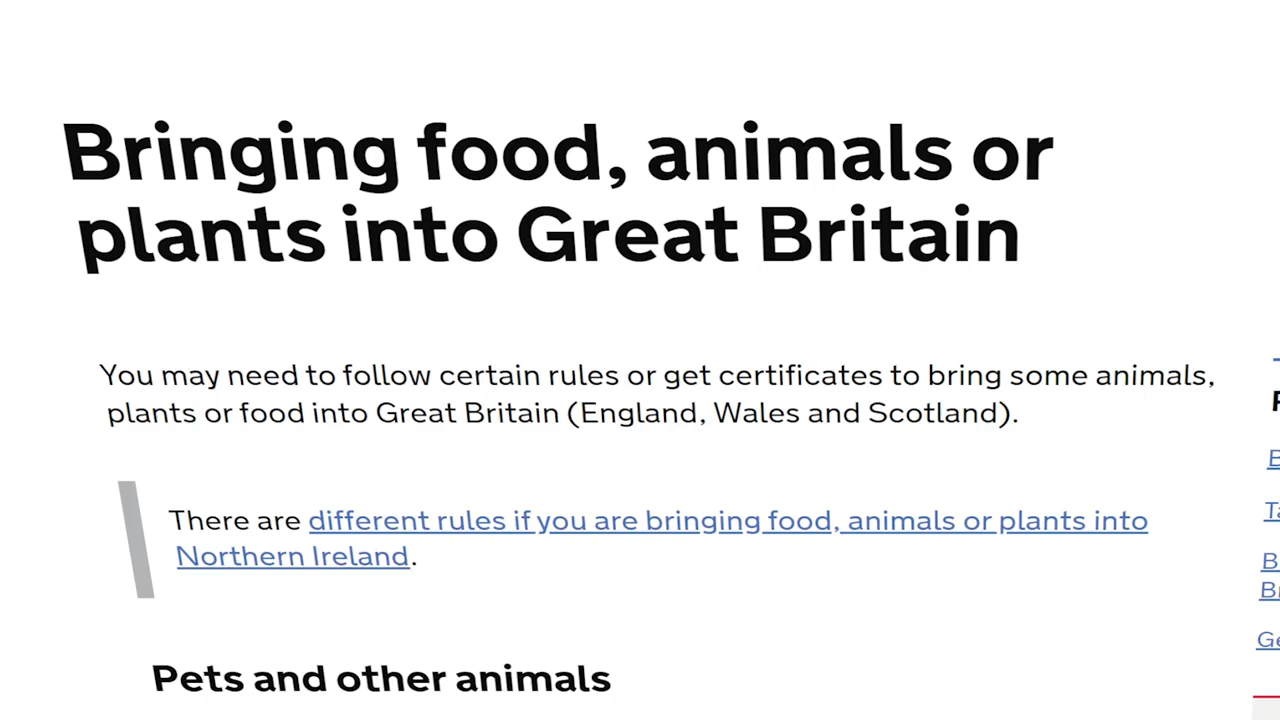 Bringing food, animals or
plants into Great Britain
You may need to follow certain rules or get certificates to bring some animals,
plants or food into Great Britain (England, Wales and Scotland).
There are different rules if you are bringing food, animals or plants into
Northern Ireland.
Pets and other animals